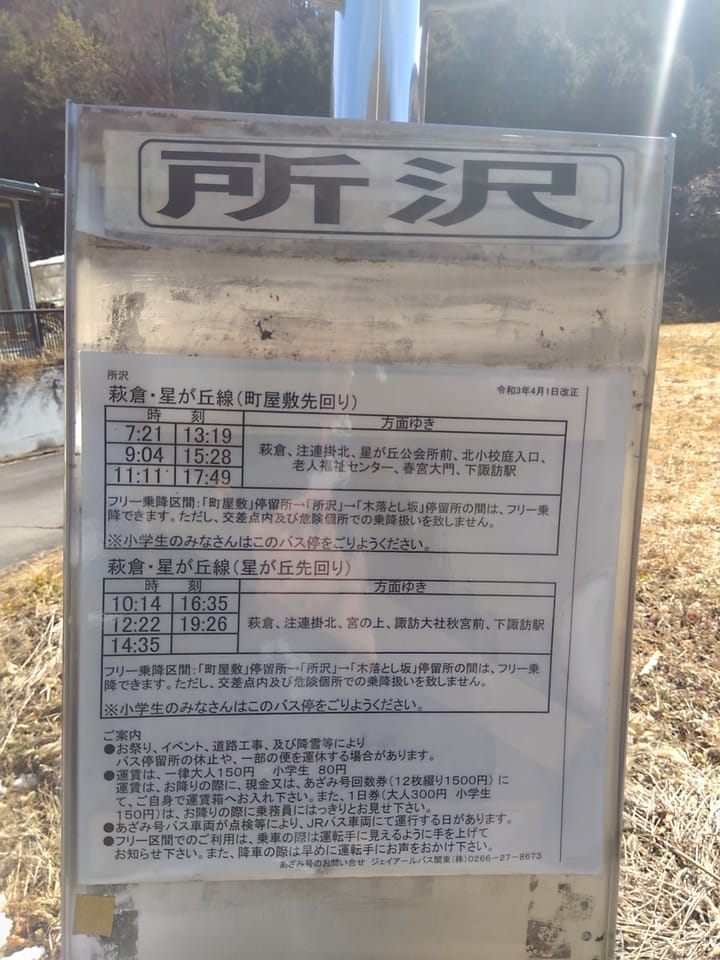 所沢
所沢
令和3年4月1日改正
萩倉・星が丘線(町屋敷先回り)
時 刻 方面ゆき
7:21 13:19
9:04 15:28
11:11 17:49
萩倉、注連掛北、星が丘公会所前、北小校庭入口、
老人福祉センター、春宮大門、下諏訪駅
フリー乗降区間:「町屋敷」停留所→「所沢」→「木落とし坂」停留所の間は、フリー乗
降できます。ただし、交差点内及び危険個所での乗降扱いを致しません。
※小学生のみなさんはこのバス停をごりようください。
萩倉・星が丘線(星が丘先回り)
時 刻 方面ゆき
10:14 16:35
12:22 19:26
14:35
萩倉、注連掛北、宮の上、諏訪大社秋宮前、下諏訪駅
フリー乗降区間:「町屋敷」停留所→「所沢」→「木落とし坂」停留所の間は、フリー乗
降できます。ただし、交差点内及び危険個所での乗降扱いを致しません。
※小学生のみなさんはこのバス停をごりようください。
ご案内
●お祭り、イベント、道路工事、及び降雪等により
バス停留所の休止や、一部の便を運休する場合があります。
●運賃は、一律大人150円 小学生 80円
運賃は、お降りの際に、現金又は、あざみ号回数券(12枚綴り1500円)に
て、ご自身で運賃箱へお入れ下さい。また、1日券(大人300円 小学生
150円)は、お降りの際に乗務員にはっきりとお見せ下さい。
●あざみ号バス車両が点検等により、JRバス車両にて運行する日があります。
●フリー区間でのご利用は、乗車の際は運転手に見えるように手を上げて
お知らせ下さい。また、降車の際は早めに運転手にお声をおかけ下さい。
あざみ号のお問い合せ ジェイアールバス関東(株)0266-27-8673